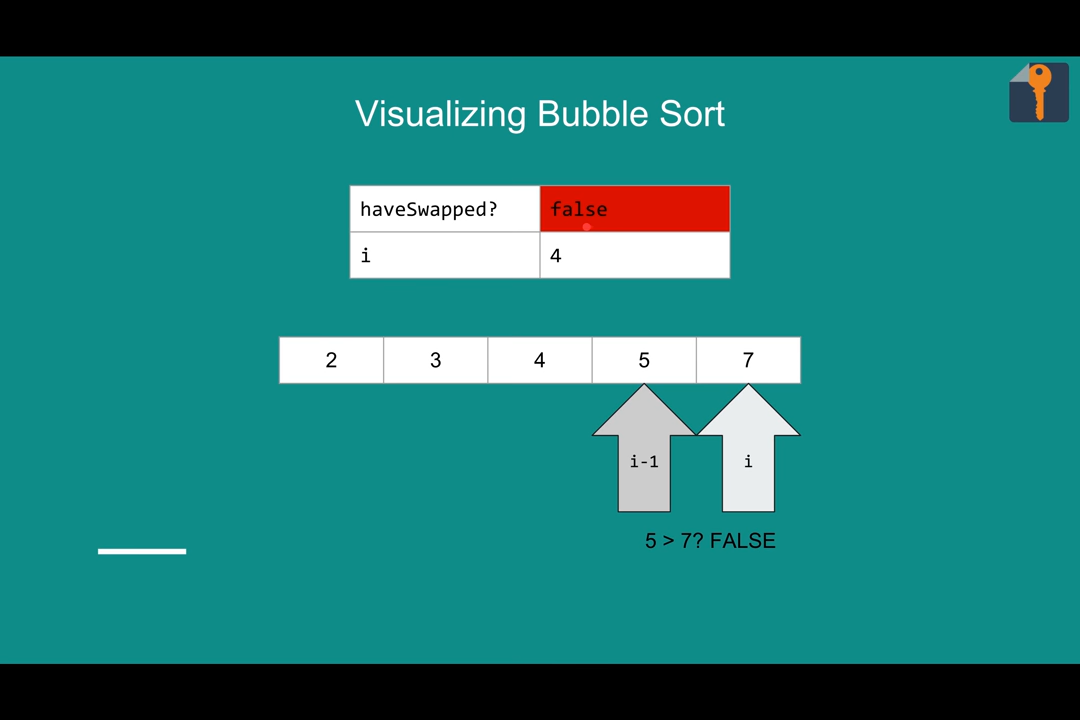 Visualizing Bubble Sort
haveSwapped? false
i 4
2 3 4 5 7
i-1 i
5 > 7? FALSE